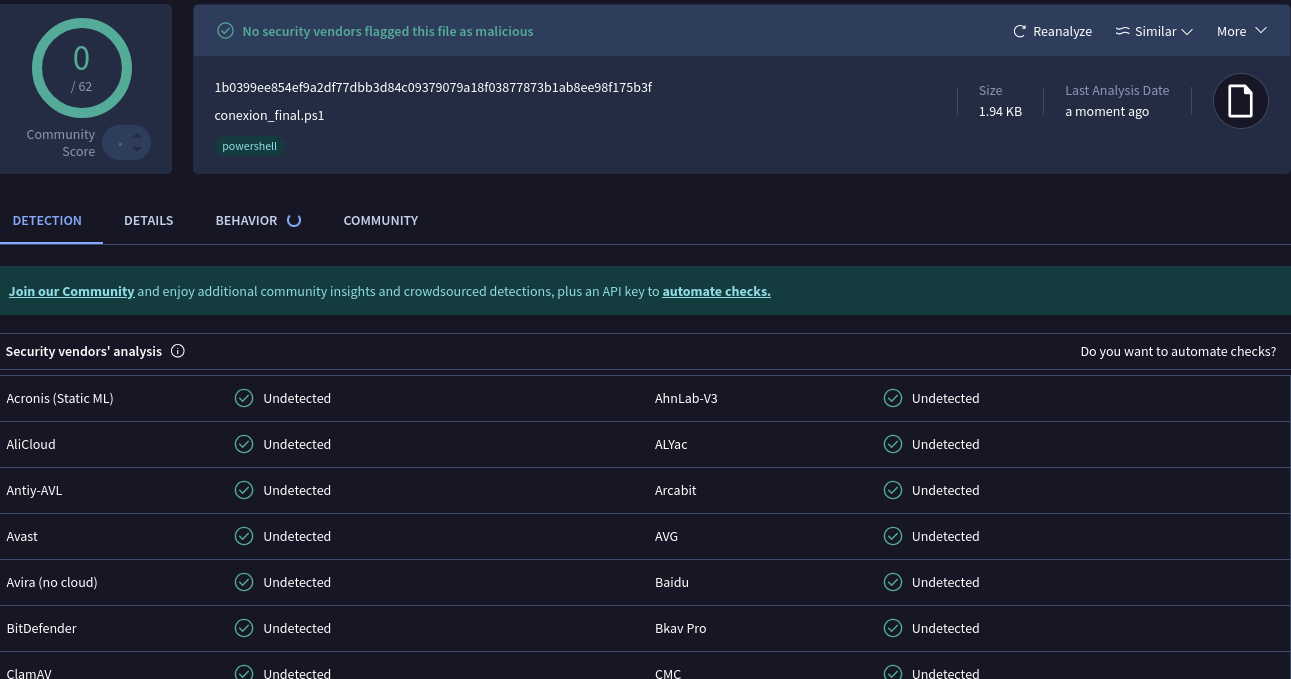 0
/ 62
Community
Score
No security vendors flagged this file as malicious
Reanalyze
Similar
More
1b0399ee854ef9a2df77dbb3d84c09379079a18f03877873b1ab8ee98f175b3f
conexion_final.ps1
powershell
Size
1.94 KB
Last Analysis Date
a moment ago
DETECTION
DETAILS
BEHAVIOR
COMMUNITY
Join our Community and enjoy additional community insights and crowdsourced detections, plus an API key to automate checks.
Security vendors' analysis
Do you want to automate checks?
Acronis (Static ML) Undetected AhnLab-V3 Undetected
AliCloud Undetected ALYac Undetected
Antiy-AVL Undetected Arcabit Undetected
Avast Undetected AVG Undetected
Avira (no cloud) Undetected Baidu Undetected
BitDefender Undetected Bkav Pro Undetected
ClamAV Undetected CMC Undetected